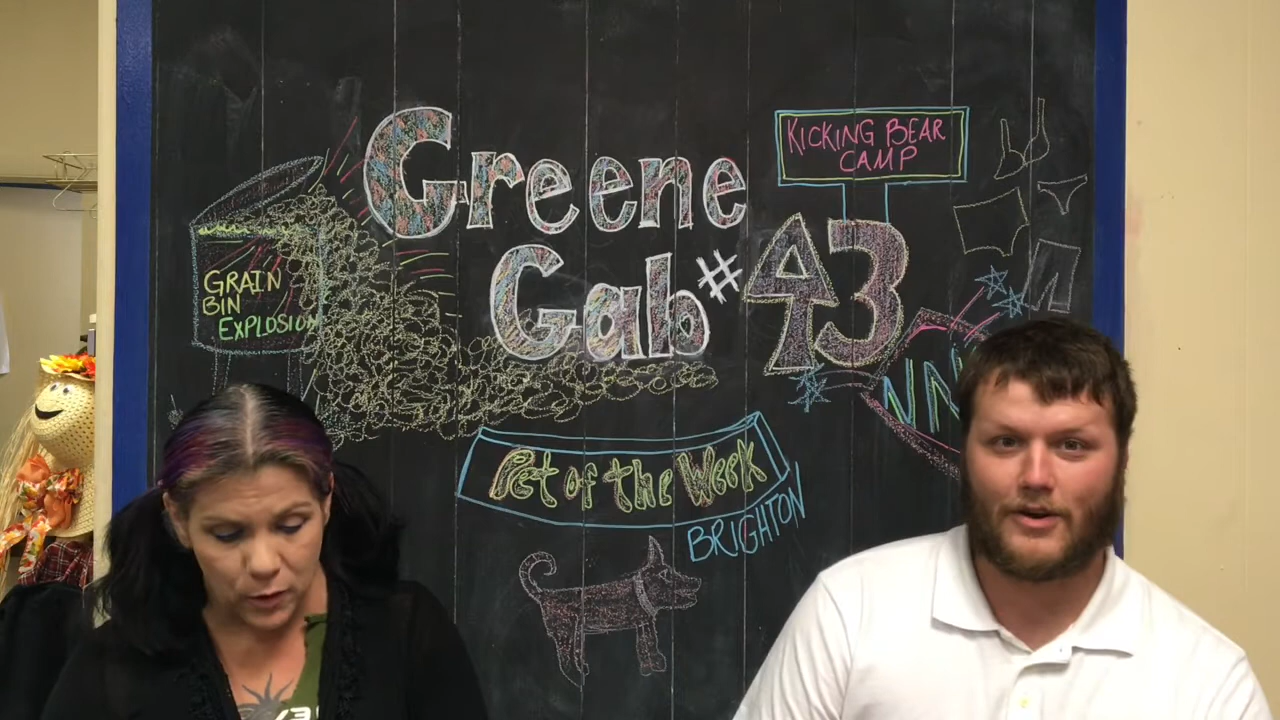 Greene
Gab #43
KICKING BEAR
CAMP
GRAIN
BIN
EXPLOSION
Pet of the Week
BRIGHTON